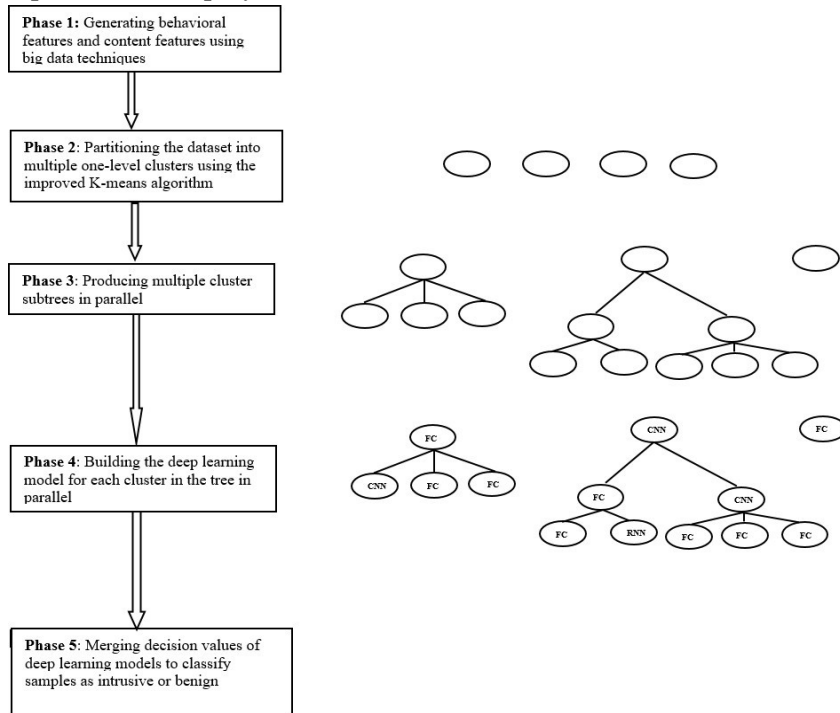 Phase 1: Generating behavioral
features and content features using
big data techniques
Phase 2: Partitioning the dataset into
multiple one-level clusters using the
improved K-means algorithm
Phase 3: Producing multiple cluster
subtrees in parallel
Phase 4: Building the deep learning
model for each cluster in the tree in
parallel
FC
CNN FC FC
CNN
FC CNN
FC RNN FC FC FC
FC
Phase 5: Merging decision values of
deep learning models to classify
samples as intrusive or benign